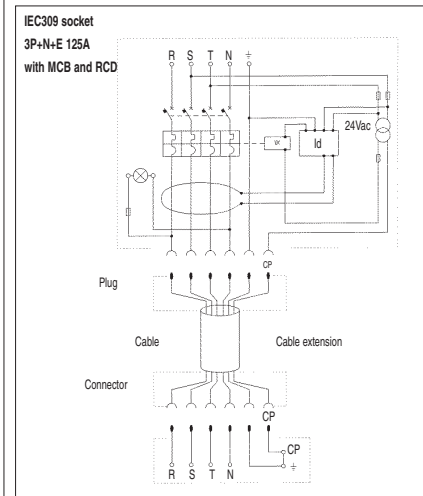 IEC309 socket
3P+N+E 125A
with MCB and RCD
R S T N
24Vac
Id
CP
Plug
Cable
Cable extension
Connector
CP
CP
R S T N